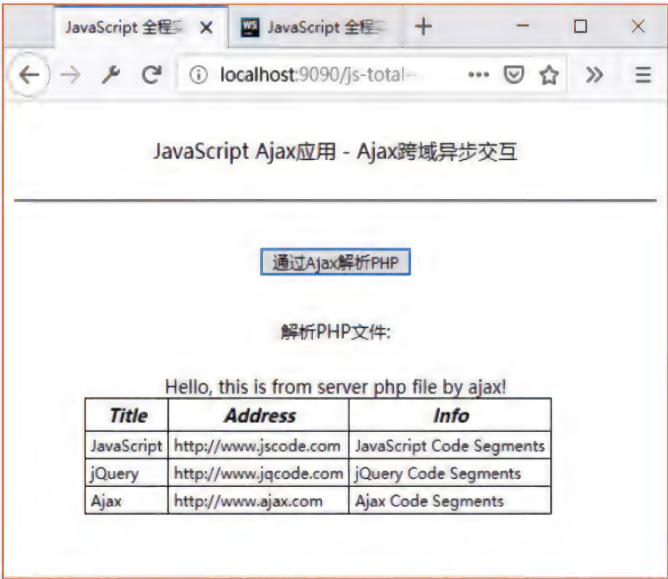 JavaScript 全程
JavaScript 全程
localhost:9090/js-total-
JavaScript Ajax应用 - Ajax跨域异步交互
通过Ajax解析PHP
解析PHP文件:
Hello, this is from server php file by ajax!
Title Address Info
JavaScript http://www.jscode.com JavaScript Code Segments
jQuery http://www.jqcode.com jQuery Code Segments
Ajax http://www.ajax.com Ajax Code Segments